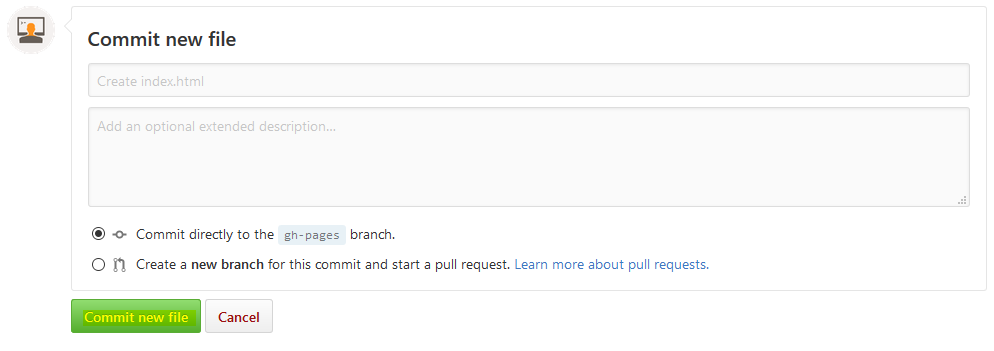 Commit new file
Create index.html
Add an optional extended description...
Commit directly to the gh-pages branch.
Create a new branch for this commit and start a pull request. Learn more about pull requests.
Commit new file
Cancel